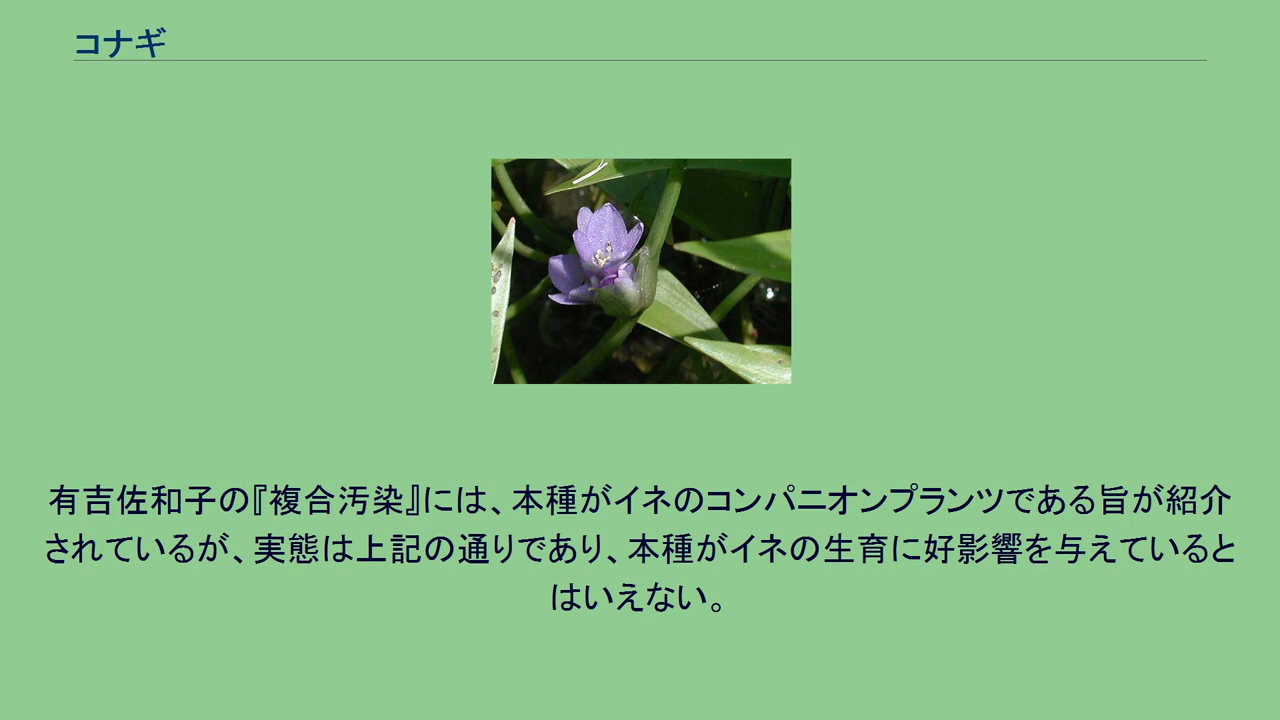 コナギ
有吉佐和子の『複合汚染』には、本種がイネのコンパニオンプランツである旨が紹介
されているが、実態は上記の通りであり、本種がイネの生育に好影響を与えていると
はいえない。